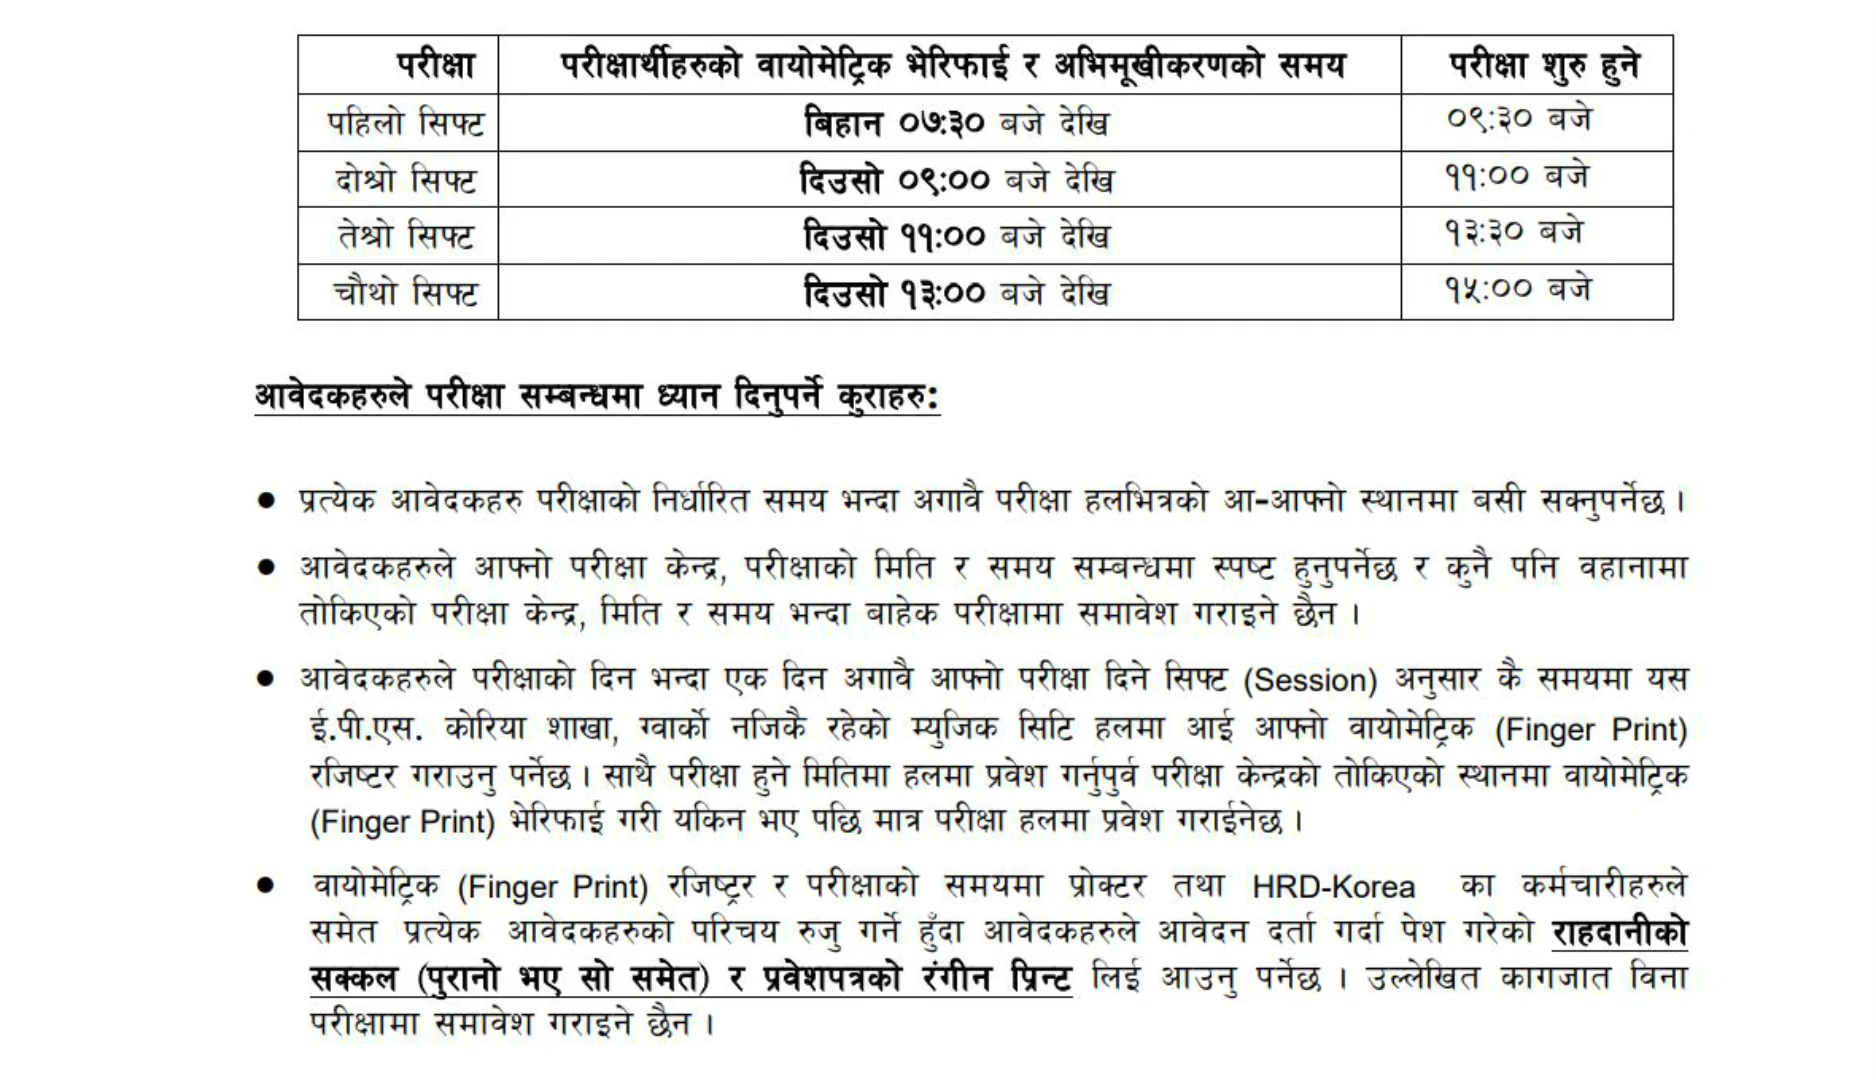 परीक्षा परीक्षार्थीहरुको वायोमेट्रिक भेरिफाई र अभिमूखीकरणको समय परीक्षा शुरु हुने
पहिलो सिफ्ट बिहान ०७:३० बजे देखि ०९:३० बजे
दोश्रो सिफ्ट दिउसो ०९:०० बजे देखि ११:०० बजे
तेश्रो सिफ्ट दिउसो ११:०० बजे देखि १३:३० बजे
चौथो सिफ्ट दिउसो १३:०० बजे देखि १५:०० बजे
आवेदकहरुले परीक्षा सम्बन्धमा ध्यान दिनुपर्ने कुराहरु:
● प्रत्येक आवेदकहरु परीक्षाको निर्धारित समय भन्दा अगावै परीक्षा हलभित्रको आ-आफ्नो स्थानमा बसी सक्नुपर्नेछ ।
● आवेदकहरुले आफ्नो परीक्षा केन्द्र, परीक्षाको मिति र समय सम्बन्धमा स्पष्ट हुनुपर्नेछ र कुनै पनि वहानामा
तोकिएको परीक्षा केन्द्र, मिति र समय भन्दा बाहेक परीक्षामा समावेश गराइने छैन ।
● आवेदकहरुले परीक्षाको दिन भन्दा एक दिन अगावै आफ्नो परीक्षा दिने सिफ्ट (Session) अनुसार कै समयमा यस
ई.पी.एस. कोरिया शाखा, ग्वार्को नजिकै रहेको म्युजिक सिटि हलमा आई आफ्नो वायोमेट्रिक (Finger Print)
रजिष्टर गराउनु पर्नेछ । साथै परीक्षा हुने मितिमा हलमा प्रवेश गर्नुपुर्व परीक्षा केन्द्रको तोकिएको स्थानमा वायोमेट्रिक
(Finger Print) भेरिफाई गरी यकिन भए पछि मात्र परीक्षा हलमा प्रवेश गराईनेछ ।
● वायोमेट्रिक (Finger Print) रजिष्ट्रर र परीक्षाको समयमा प्रोक्टर तथा HRD-Korea का कर्मचारीहरुले
समेत प्रत्येक आवेदकहरुको परिचय रुजु गर्ने हुँदा आवेदकहरुले आवेदन दर्ता गर्दा पेश गरेको राहदानीको
सक्कल (पुरानो भए सो समेत) र प्रवेशपत्रको रंगीन प्रिन्ट लिई आउनु पर्नेछ । उल्लेखित कागजात विना
परीक्षामा समावेश गराइने छैन ।